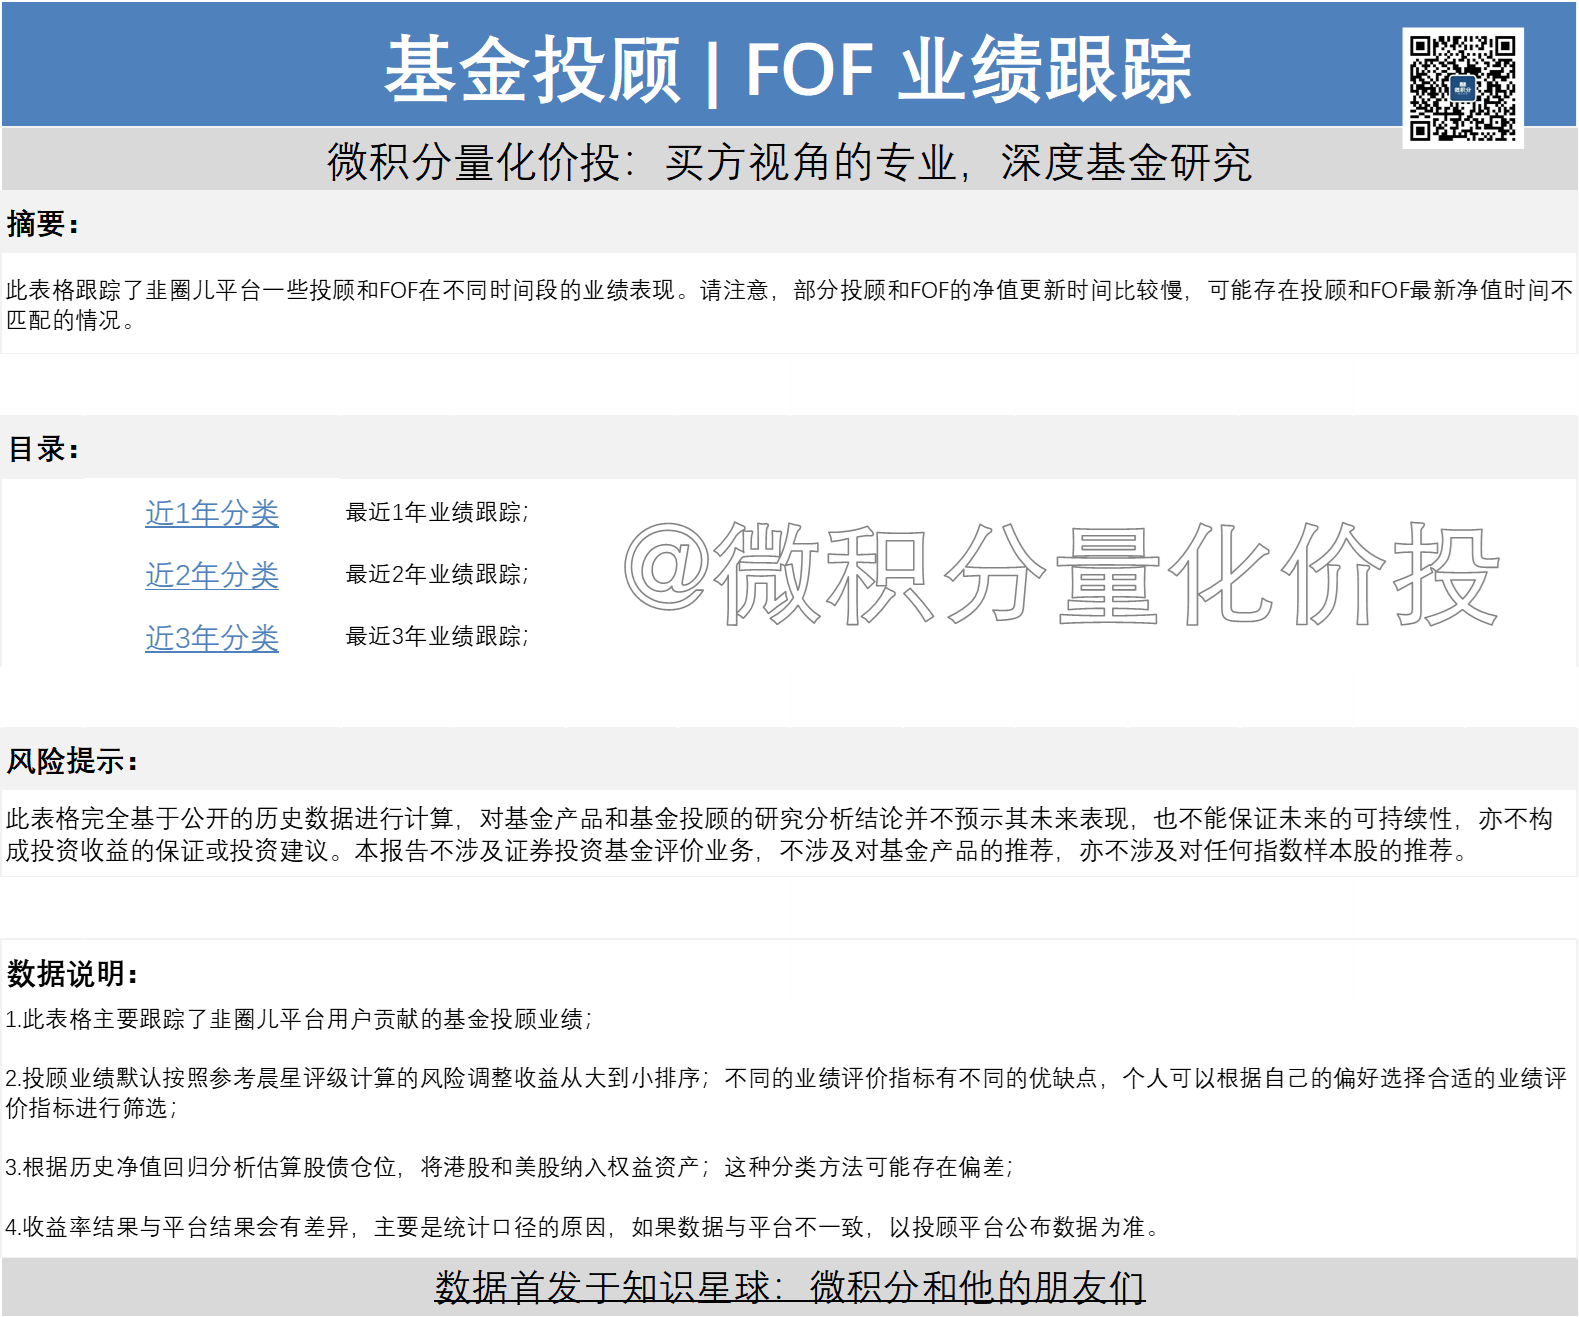 基金投顾 | FOF 业绩跟踪
微积分
微积分量化价投：买方视角的专业，深度基金研究
摘要：
此表格跟踪了韭圈儿平台一些投顾和FOF在不同时间段的业绩表现。请注意，部分投顾和FOF的净值更新时间比较慢，可能存在投顾和FOF最新净值时间不
匹配的情况。
目录：
近1年分类 最近1年业绩跟踪；
近2年分类 最近2年业绩跟踪；
近3年分类 最近3年业绩跟踪；
@微积分量化价投
风险提示：
此表格完全基于公开的历史数据进行计算，对基金产品和基金投顾的研究分析结论并不预示其未来表现，也不能保证未来的可持续性，亦不构
成投资收益的保证或投资建议。本报告不涉及证券投资基金评价业务，不涉及对基金产品的推荐，亦不涉及对任何指数样本股的推荐。
数据说明：
1.此表格主要跟踪了韭圈儿平台用户贡献的基金投顾业绩；
2.投顾业绩默认按照参考晨星评级计算的风险调整收益从大到小排序；不同的业绩评价指标有不同的优缺点，个人可以根据自己的偏好选择合适的业绩评
价指标进行筛选；
3.根据历史净值回归分析估算股债仓位，将港股和美股纳入权益资产；这种分类方法可能存在偏差；
4.收益率结果与平台结果会有差异，主要是统计口径的原因，如果数据与平台不一致，以投顾平台公布数据为准。
数据首发于知识星球：微积分和他的朋友们